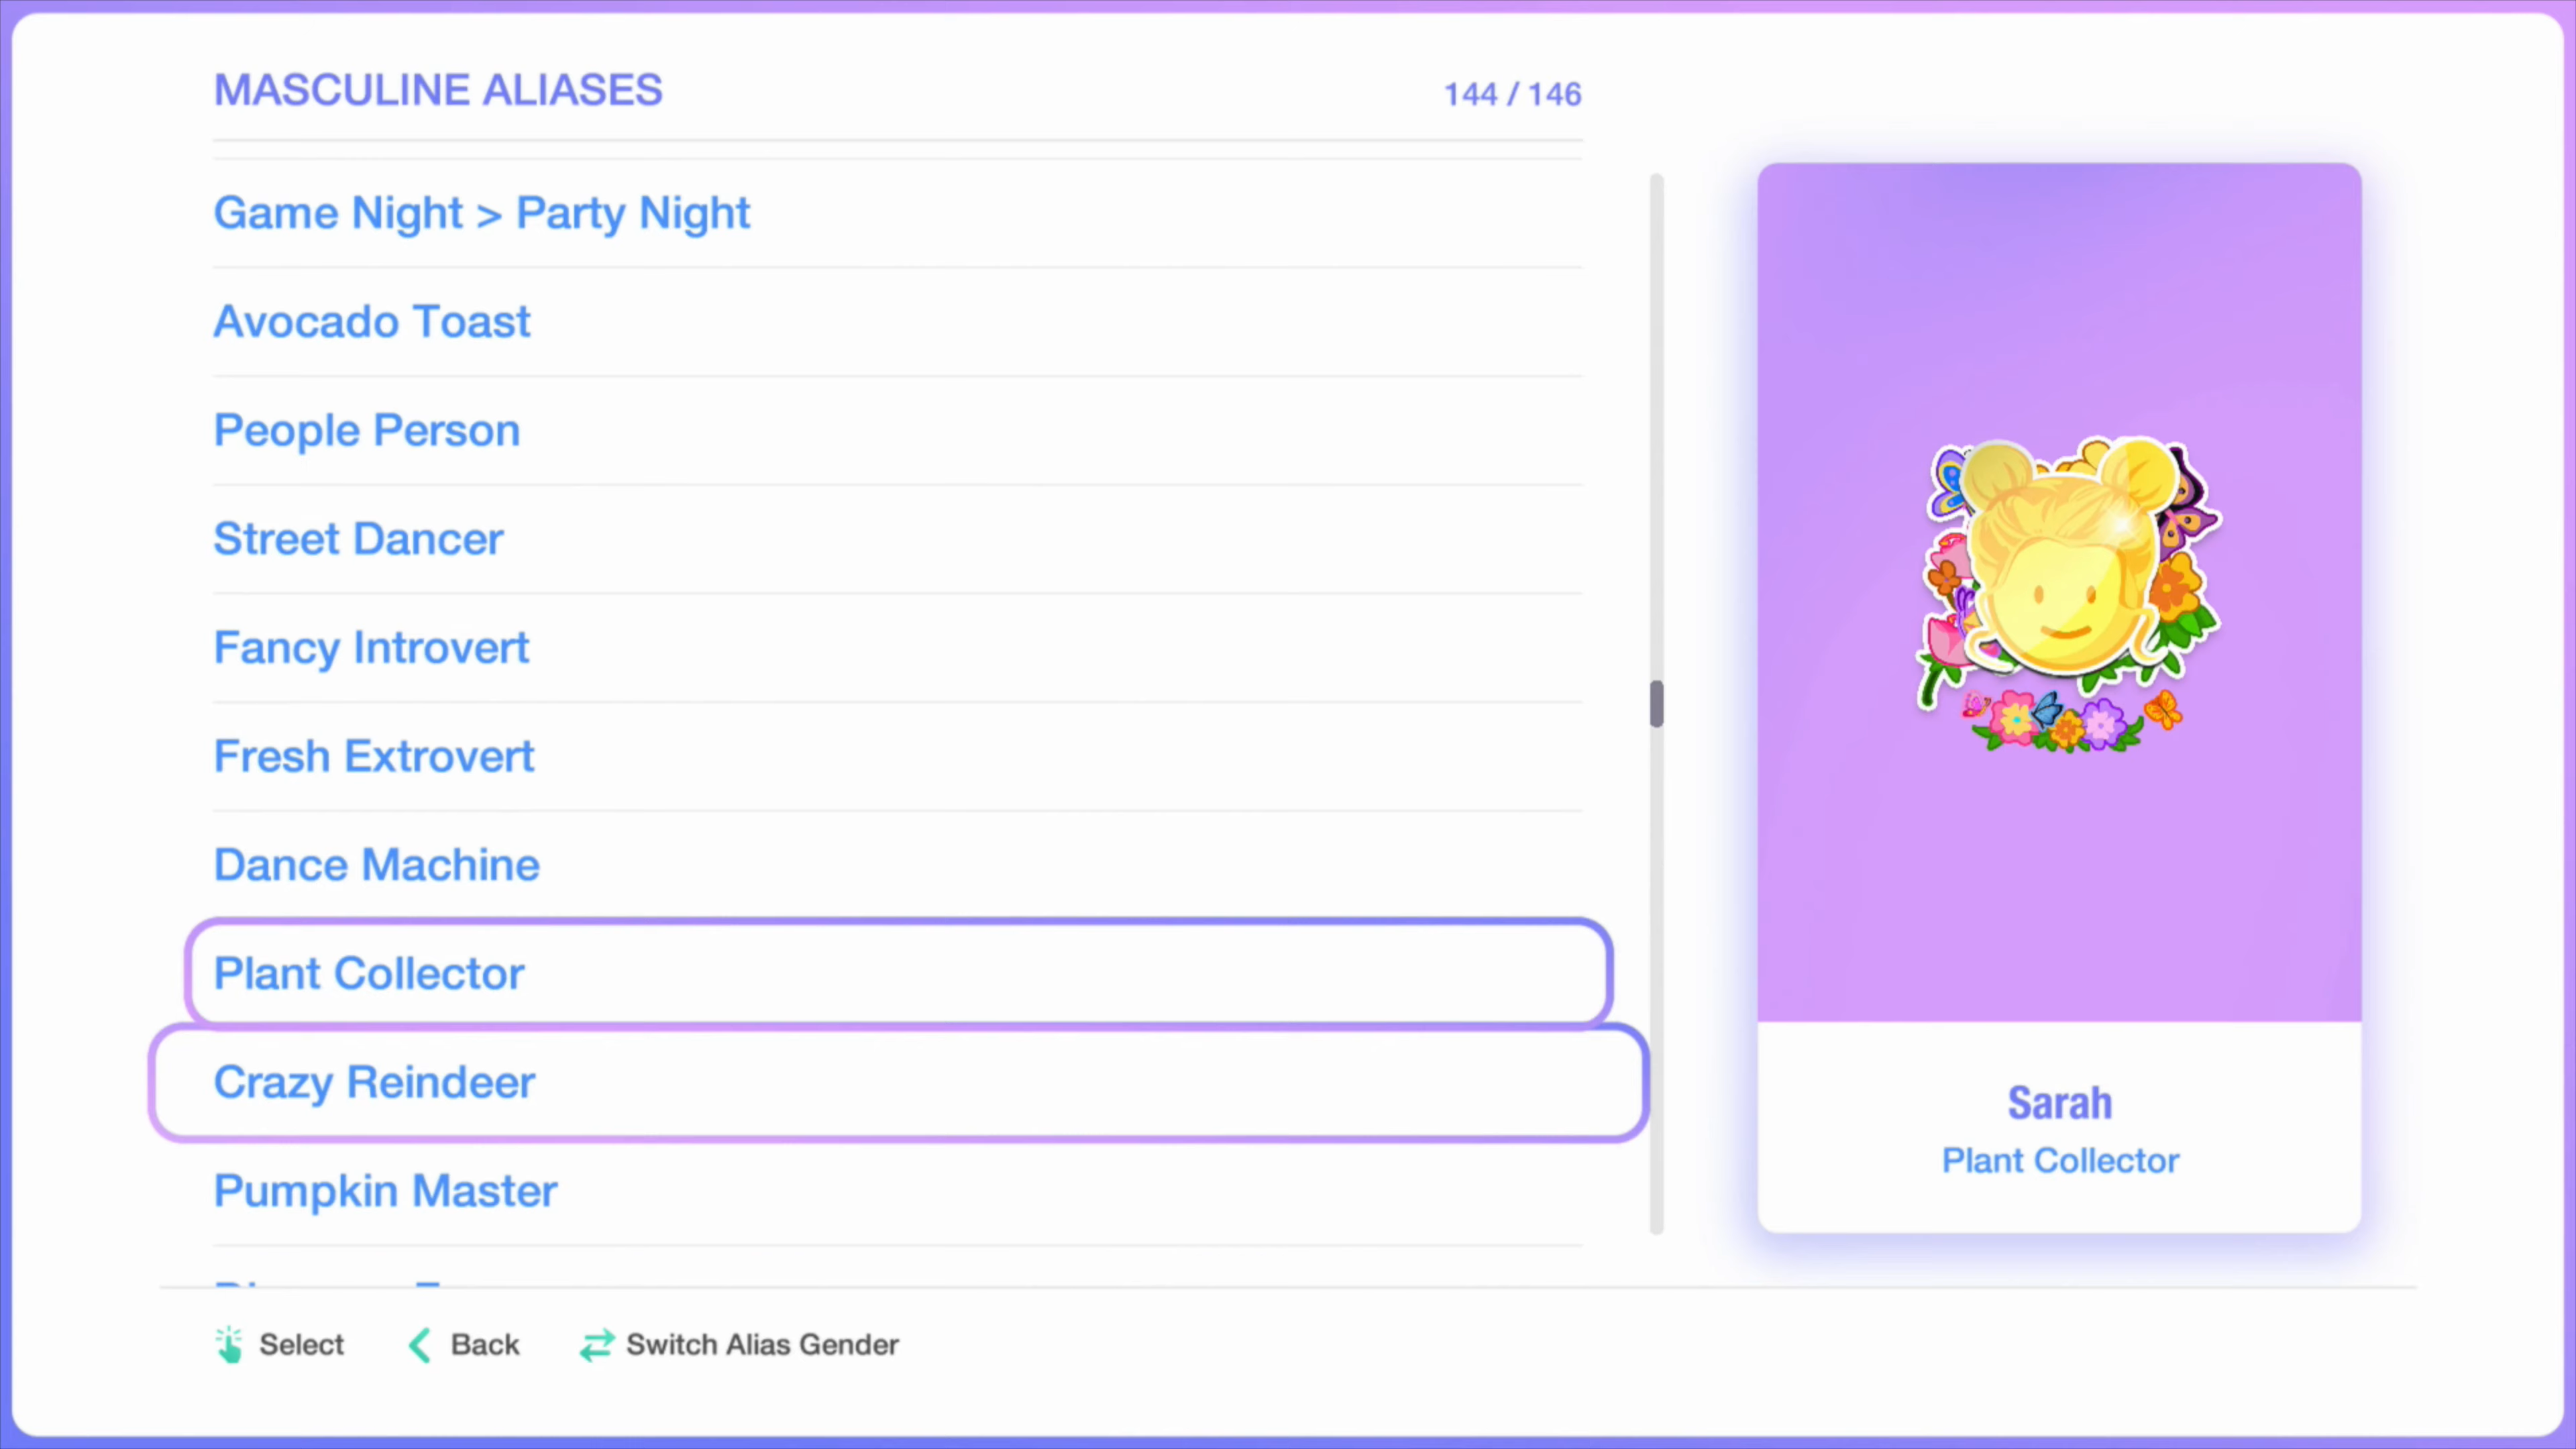 MASCULINE ALIASES
144 / 146
Game Night > Party Night
Avocado Toast
People Person
Street Dancer
Fancy Introvert
Fresh Extrovert
Dance Machine
Plant Collector
Crazy Reindeer
Pumpkin Master
Sarah
Plant Collector
Select
Back
Switch Alias Gender